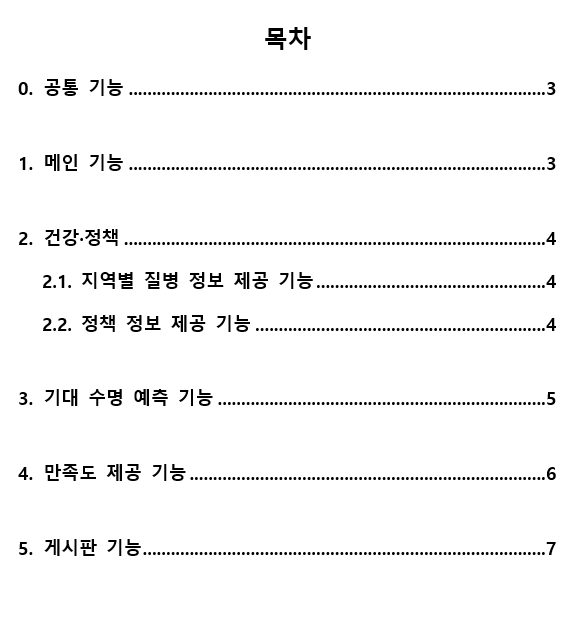 목차
0. 공통 기능 ........................................................................................3
1. 메인 기능 ........................................................................................3
2. 건강·정책 .........................................................................................4
2.1. 지역별 질병 정보 제공 기능................................................4
2.2. 정책 정보 제공 기능 .............................................................4
3. 기대 수명 예측 기능 .....................................................................5
4. 만족도 제공 기능 ...........................................................................6
5. 게시판 기능.....................................................................................7